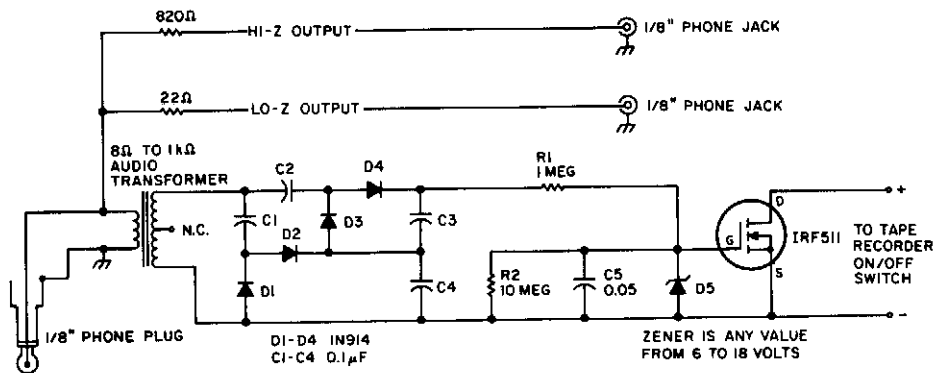 820Ω
HI-Z OUTPUT
1/8" PHONE JACK
22Ω
LO-Z OUTPUT
1/8" PHONE JACK
8Ω TO 1kΩ
AUDIO
TRANSFORMER
C2
D4
R1
1 MEG
N.C.
C1
D3
C3
D2
D
G
IRF511
S
TO TAPE
RECORDER
ON/OFF
SWITCH
+
-
D1
C4
R2
10 MEG
C5
0.05
D5
1/8" PHONE PLUG
D1-D4 1N914
C1-C4 0.1µF
ZENER IS ANY VALUE
FROM 6 TO 18 VOLTS